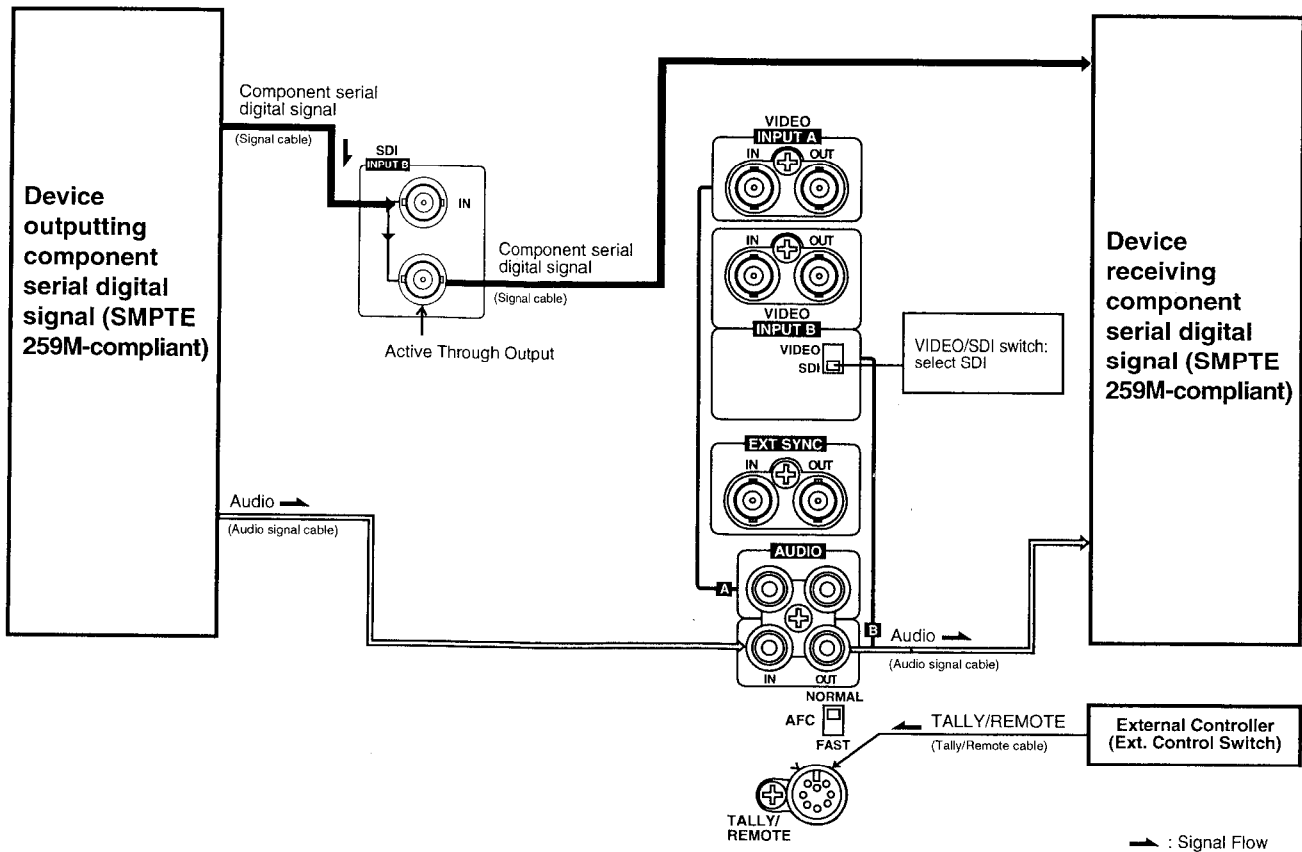 Device
outputting
component
serial digital
signal (SMPTE
259M-compliant)
Component serial
digital signal
(Signal cable)
SDI
INPUT B
IN
Component serial
digital signal
(Signal cable)
Active Through Output
VIDEO
INPUT A
IN OUT
IN OUT
VIDEO
INPUT B
VIDEO
SDI
VIDEO/SDI switch:
select SDI
EXT SYNC
IN OUT
AUDIO
A
B
IN OUT
Audio
(Audio signal cable)
Audio
(Audio signal cable)
Device
receiving
component
serial digital
signal (SMPTE
259M-compliant)
NORMAL
AFC
FAST
TALLY/REMOTE
(Tally/Remote cable)
External Controller
(Ext. Control Switch)
TALLY/
REMOTE
: Signal Flow